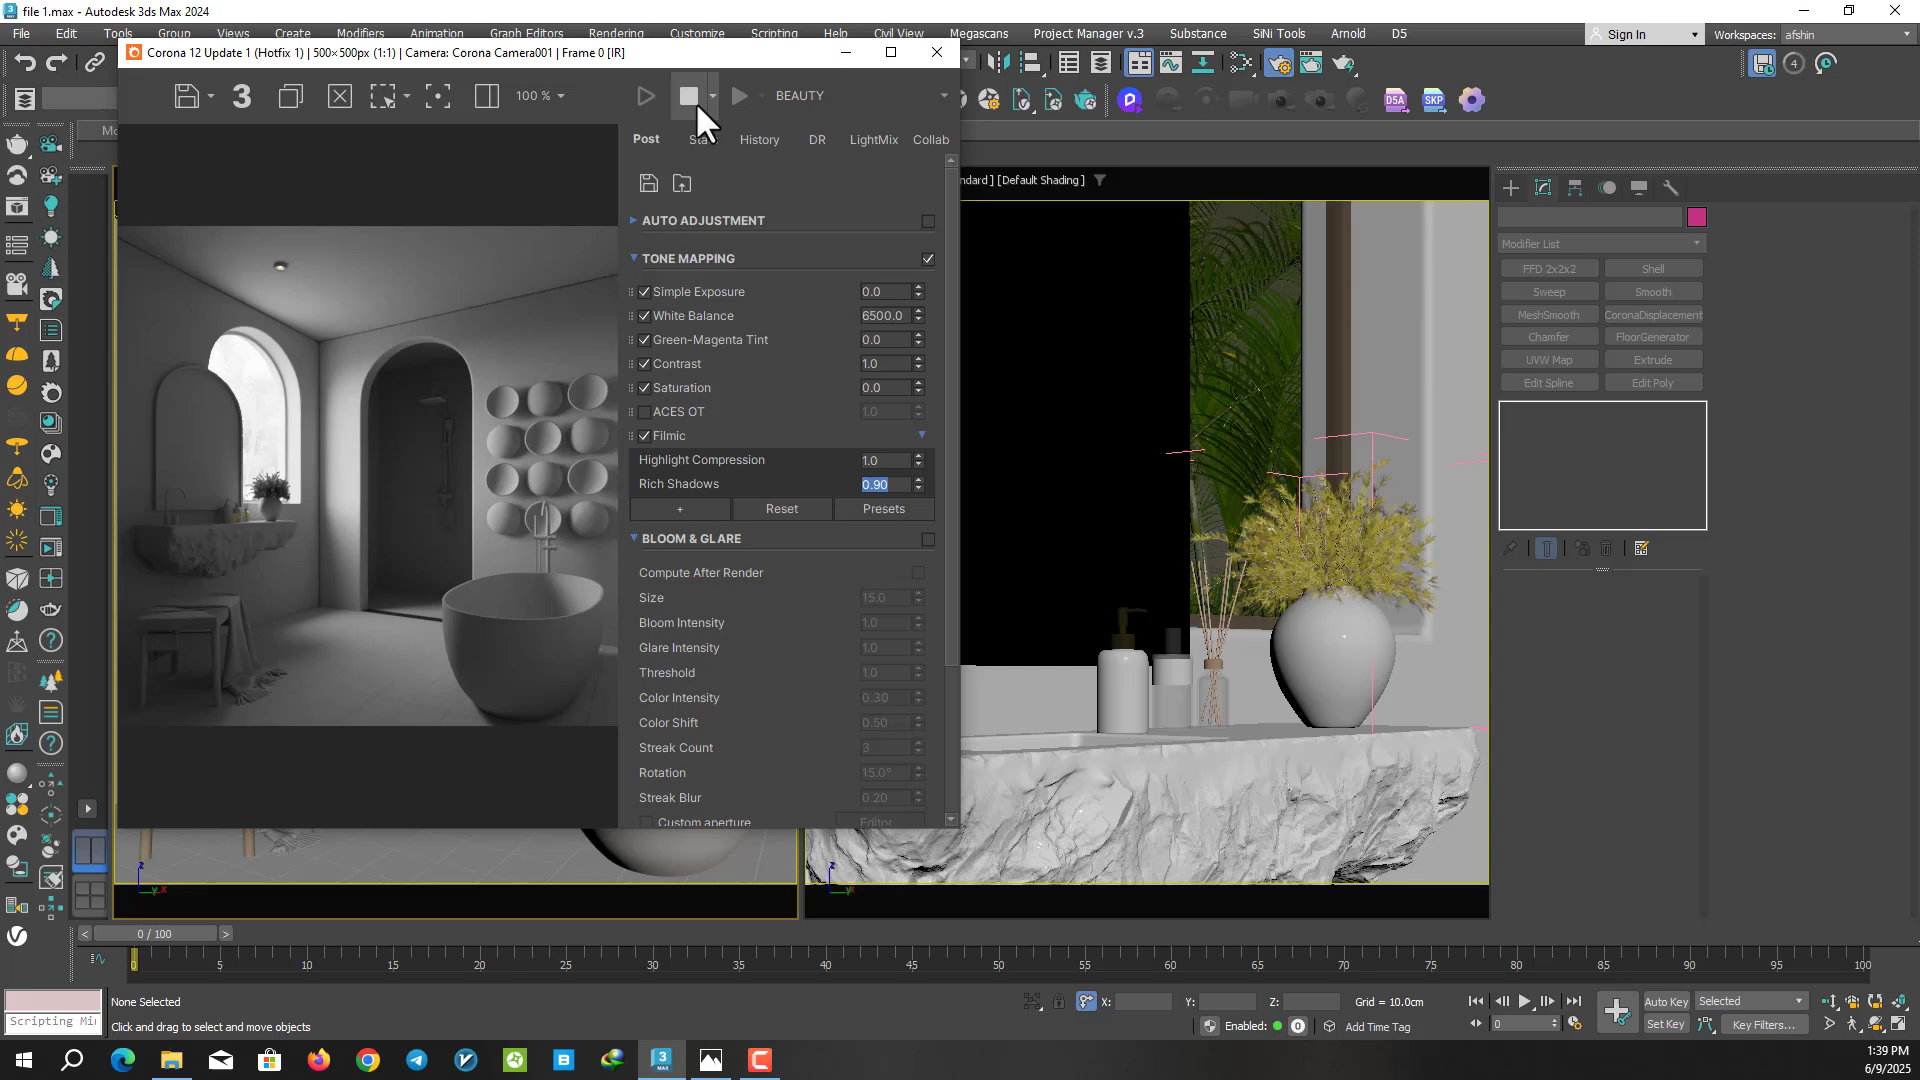 file 1.max - Autodesk 3ds Max 2024
File Edit Tools Group Views Create Modifiers Animation Graph Editors Rendering Customize Scripting Help Civil View Megascans Project Manager v.3 Substance SiNi Tools Arnold D5
Sign In
Workspaces: afshin
Corona 12 Update 1 (Hotfix 1) | 500×500px (1:1) | Camera: Corona Camera001 | Frame 0 [IR]
3
100 %
BEAUTY
D5A
SKP
4
Post
History
DR
LightMix
Collab
[Default Shading ]
AUTO ADJUSTMENT
TONE MAPPING
Simple Exposure 0.0
White Balance 6500.0
Green-Magenta Tint 0.0
Contrast 1.0
Saturation 0.0
ACES OT 1.0
Filmic
Highlight Compression 1.0
Rich Shadows 0.90
+ Reset Presets
BLOOM & GLARE
Compute After Render
Size 15.0
Bloom Intensity 1.0
Glare Intensity 1.0
Threshold 1.0
Color Intensity 0.30
Color Shift 0.50
Streak Count 3
Rotation 15.0°
Streak Blur 0.20
Custom aperture Editor
Modifier List
FFD 2x2x2 Shell
Sweep Smooth
MeshSmooth CoronaDisplacement
Chamfer FloorGenerator
UVW Map Extrude
Edit Spline Edit Poly
< 0 / 100 >
0 5 10 15 20 25 30 35 40 45 50 55 60 65 70 75 80 85 90 95 100
None Selected
X: Y: Z: Grid = 10.0cm
Auto Key Selected
Scripting Mi
Click and drag to select and move objects
Enabled: 0
Add Time Tag
0
Set Key Key Filters...
1:39 PM
6/9/2025